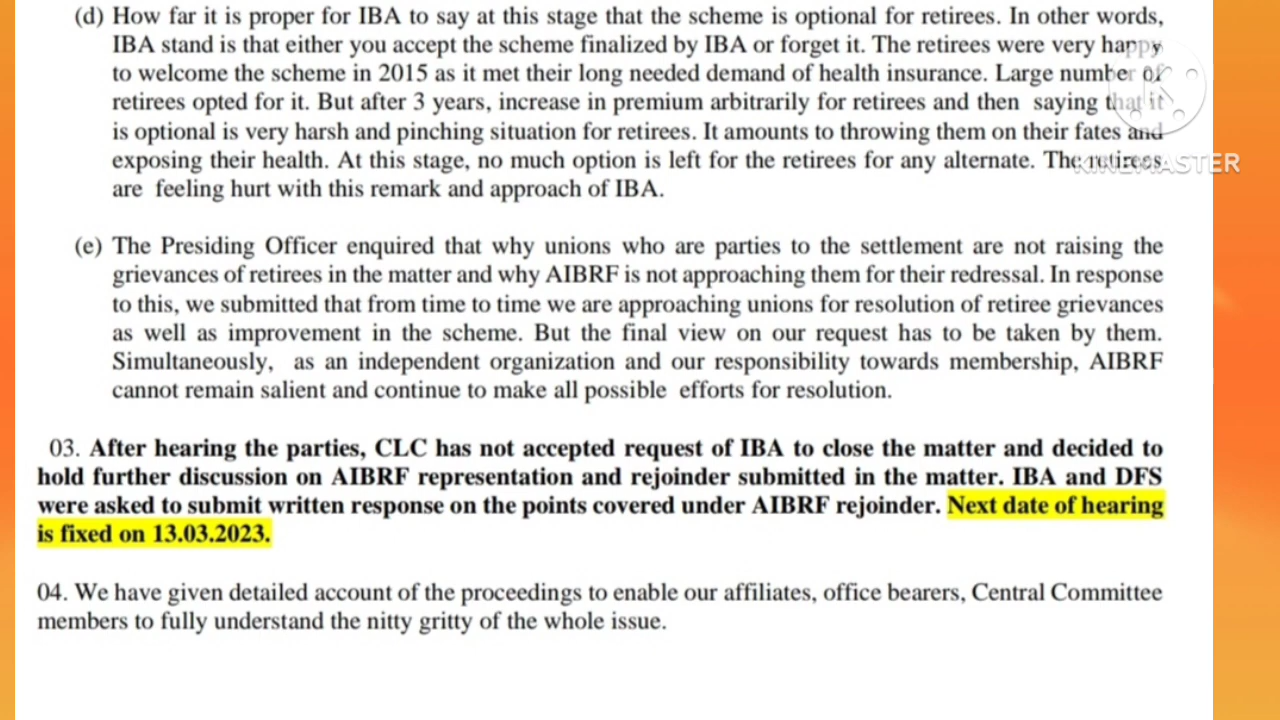 (d) How far it is proper for IBA to say at this stage that the scheme is optional for retirees. In other words,
IBA stand is that either you accept the scheme finalized by IBA or forget it. The retirees were very happy
to welcome the scheme in 2015 as it met their long needed demand of health insurance. Large number of
retirees opted for it. But after 3 years, increase in premium arbitrarily for retirees and then saying that it
is optional is very harsh and pinching situation for retirees. It amounts to throwing them on their fates and
exposing their health. At this stage, no much option is left for the retirees for any alternate. The retirees
are feeling hurt with this remark and approach of IBA.
KINEMASTER
(e) The Presiding Officer enquired that why unions who are parties to the settlement are not raising the
grievances of retirees in the matter and why AIBRF is not approaching them for their redressal. In response
to this, we submitted that from time to time we are approaching unions for resolution of retiree grievances
as well as improvement in the scheme. But the final view on our request has to be taken by them.
Simultaneously, as an independent organization and our responsibility towards membership, AIBRF
cannot remain salient and continue to make all possible efforts for resolution.
03. After hearing the parties, CLC has not accepted request of IBA to close the matter and decided to
hold further discussion on AIBRF representation and rejoinder submitted in the matter. IBA and DFS
were asked to submit written response on the points covered under AIBRF rejoinder. Next date of hearing
is fixed on 13.03.2023.
04. We have given detailed account of the proceedings to enable our affiliates, office bearers, Central Committee
members to fully understand the nitty gritty of the whole issue.